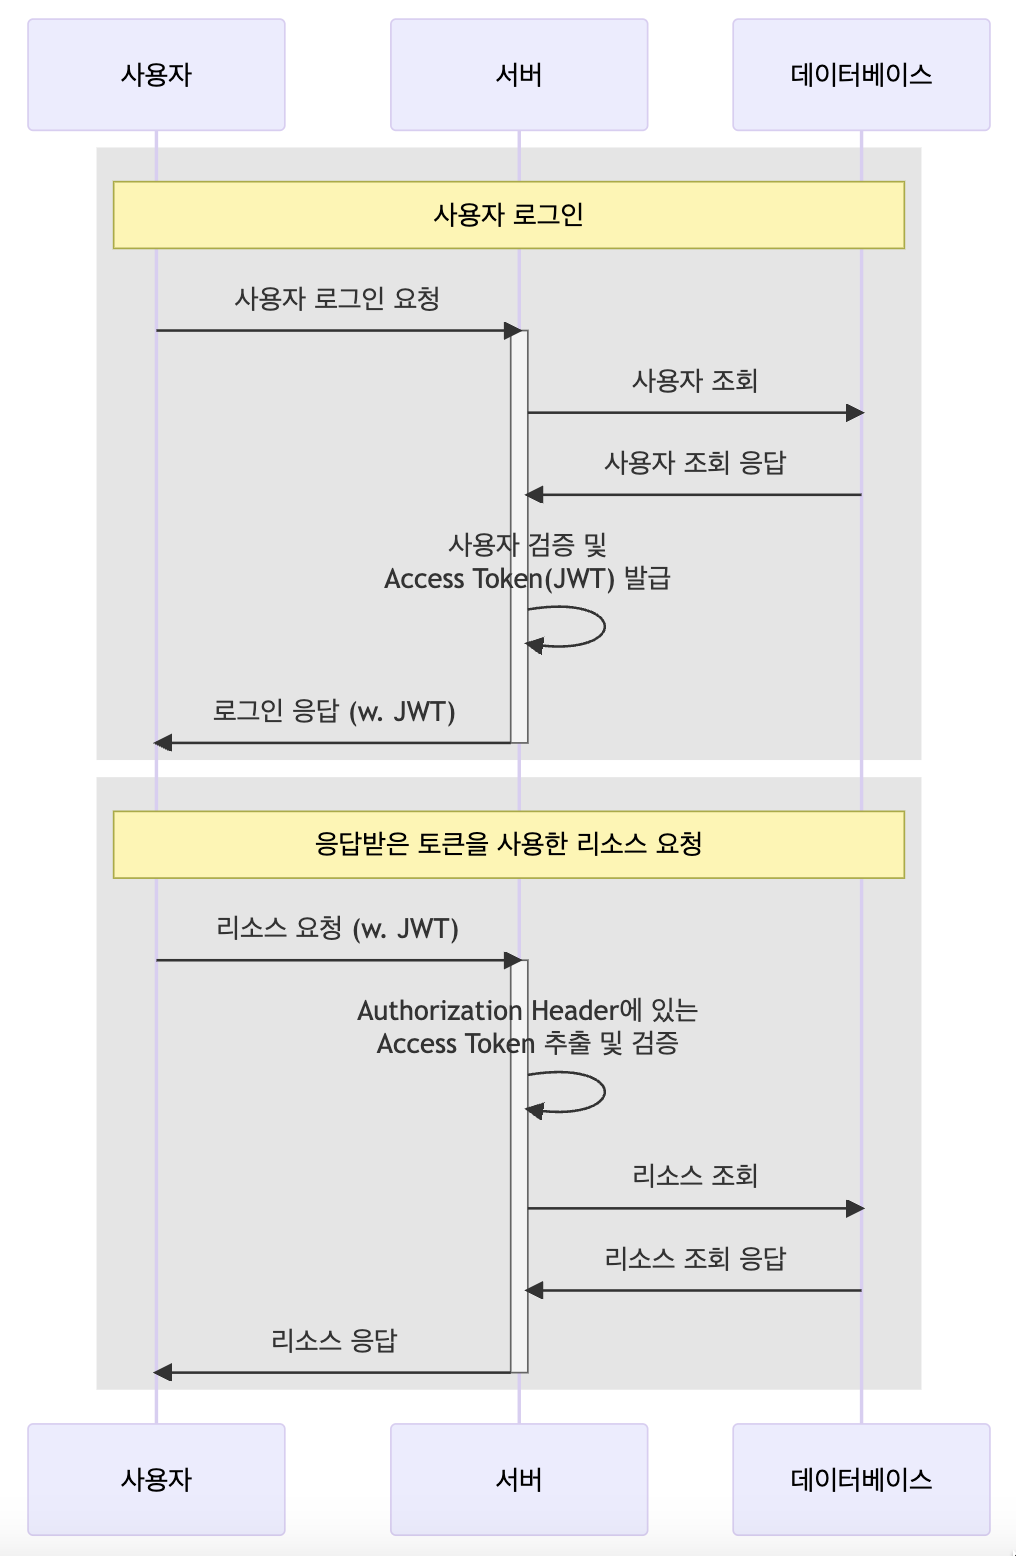 사용자
서버
데이터베이스
사용자 로그인
사용자 로그인 요청
사용자 조회
사용자 조회 응답
사용자 검증 및
Access Token(JWT) 발급
로그인 응답 (w. JWT)
응답받은 토큰을 사용한 리소스 요청
리소스 요청 (w. JWT)
Authorization Header에 있는
Access Token 추출 및 검증
리소스 조회
리소스 조회 응답
리소스 응답
사용자
서버
데이터베이스